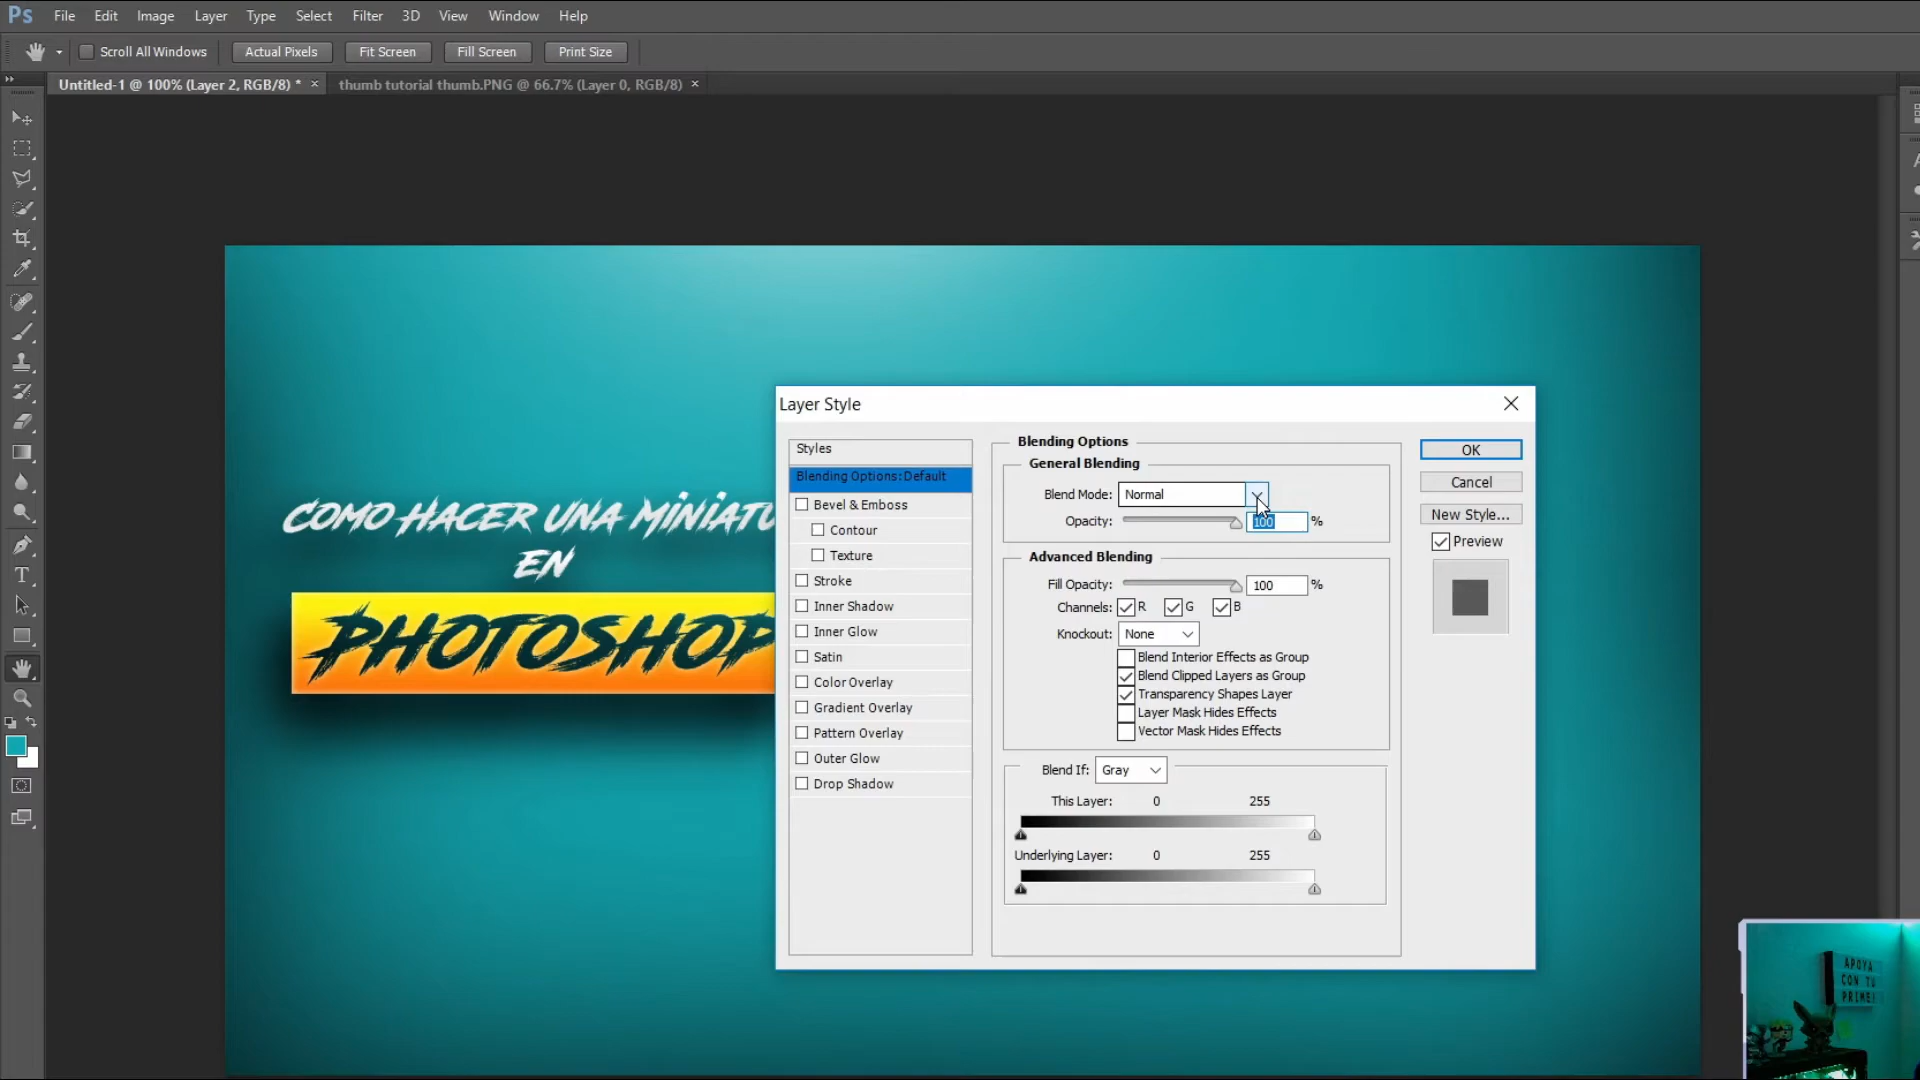 Ps File Edit Image Layer Type Select Filter 3D View Window Help
Scroll All Windows Actual Pixels Fit Screen Fill Screen Print Size
Untitled-1 @ 100% (Layer 2, RGB/8) * × thumb tutorial thumb.PNG @ 66.7% (Layer 0, RGB/8) ×
COMO HACER UNA MINIATU
EN
PHOTOSHOP
Layer Style
Styles
Blending Options: Default
Bevel & Emboss
Contour
Texture
Stroke
Inner Shadow
Inner Glow
Satin
Color Overlay
Gradient Overlay
Pattern Overlay
Outer Glow
Drop Shadow
Blending Options
General Blending
Blend Mode: Normal
Opacity: 100 %
Advanced Blending
Fill Opacity: 100 %
Channels: R G B
Knockout: None
Blend Interior Effects as Group
Blend Clipped Layers as Group
Transparency Shapes Layer
Layer Mask Hides Effects
Vector Mask Hides Effects
Blend If: Gray
This Layer: 0 255
Underlying Layer: 0 255
OK
Cancel
New Style...
Preview
APOYA
CON TU
PRIME!